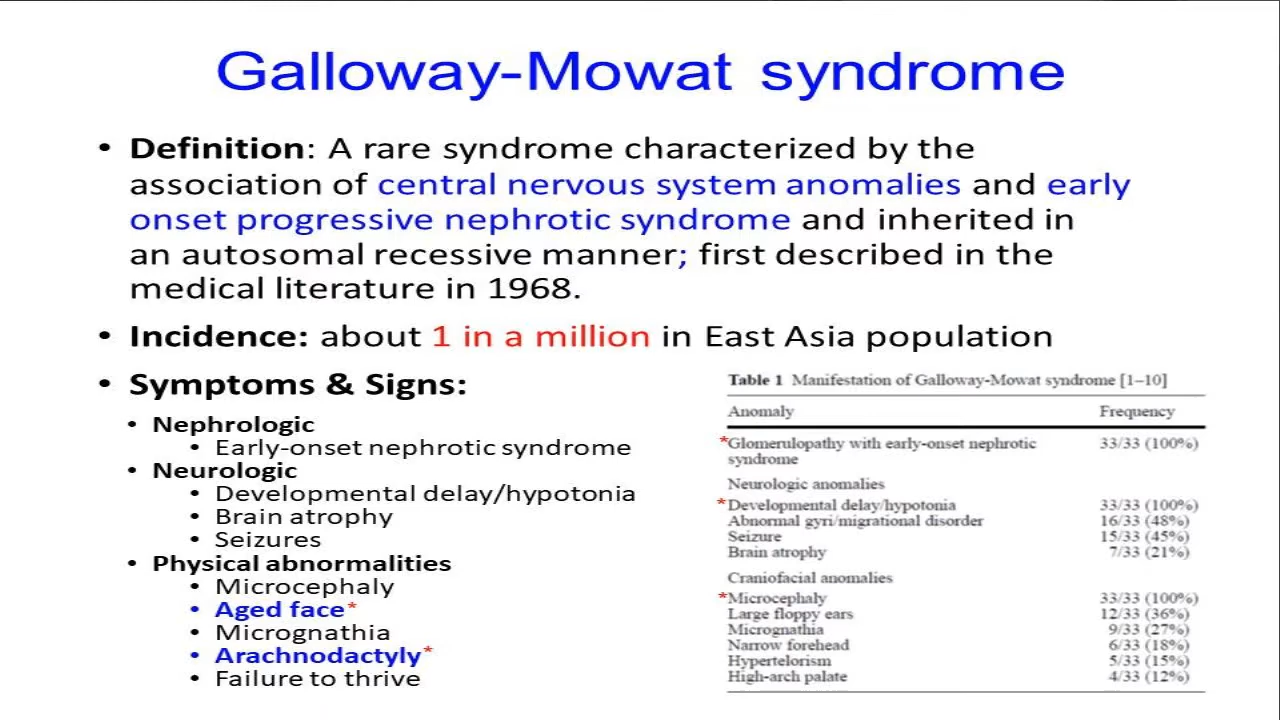 Galloway-Mowat syndrome
• Definition: A rare syndrome characterized by the
association of central nervous system anomalies and early
onset progressive nephrotic syndrome and inherited in
an autosomal recessive manner; first described in the
medical literature in 1968.
• Incidence: about 1 in a million in East Asia population
• Symptoms & Signs:
• Nephrologic
• Early-onset nephrotic syndrome
• Neurologic
• Developmental delay/hypotonia
• Brain atrophy
• Seizures
• Physical abnormalities
• Microcephaly
• Aged face*
• Micrognathia
• Arachnodactyly*
• Failure to thrive
Table 1 Manifestation of Galloway-Mowat syndrome [1–10]
Anomaly Frequency
*Glomerulopathy with early-onset nephrotic 33/33 (100%)
syndrome
Neurologic anomalies
*Developmental delay/hypotonia 33/33 (100%)
Abnormal gyri/migrational disorder 16/33 (48%)
Seizure 15/33 (45%)
Brain atrophy 7/33 (21%)
Craniofacial anomalies
*Microcephaly 33/33 (100%)
Large floppy ears 12/33 (36%)
Micrognathia 9/33 (27%)
Narrow forehead 6/33 (18%)
Hypertelorism 5/33 (15%)
High-arch palate 4/33 (12%)